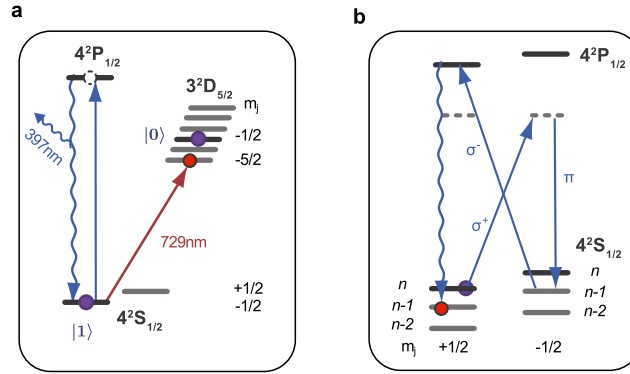 a
4²P₁/₂
3²D₅/₂
mⱼ
|0⟩
-1/2
-5/2
397nm
729nm
+1/2
-1/2
4²S₁/₂
|1⟩
b
4²P₁/₂
σ⁻
π
σ⁺
4²S₁/₂
n
n
n-1
n-1
n-2
n-2
mⱼ
+1/2
-1/2